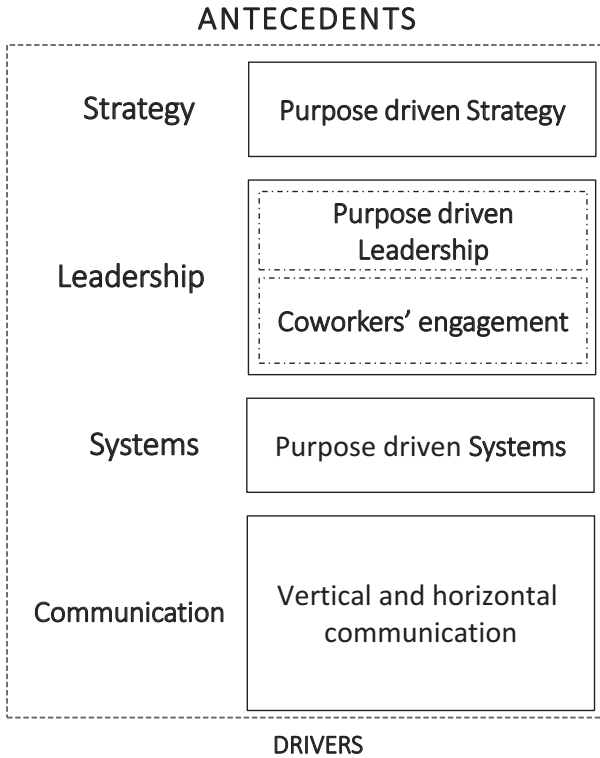 ANTECEDENTS
Strategy
Purpose driven Strategy
Leadership
Purpose driven
Leadership
Coworkers’ engagement
Systems
Purpose driven Systems
Communication
Vertical and horizontal
communication
DRIVERS